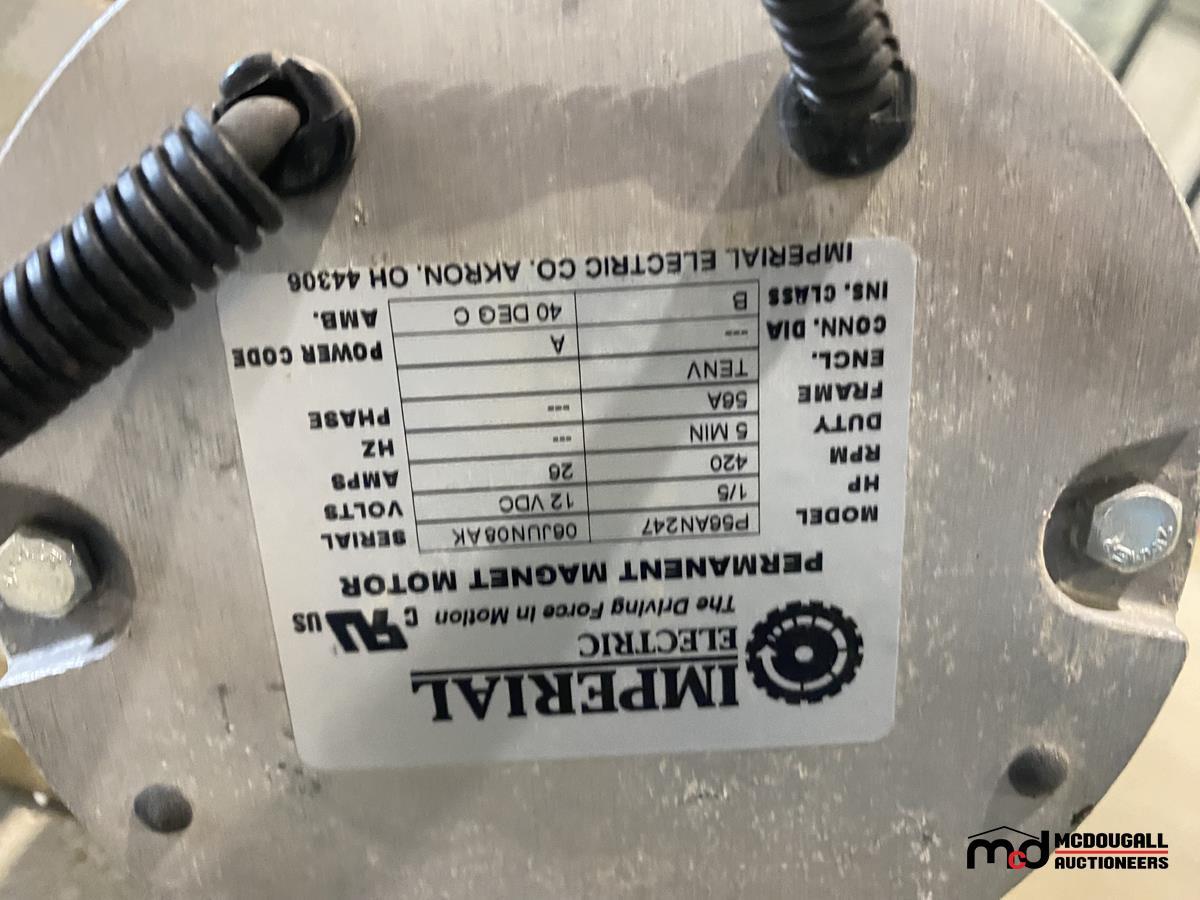 IMPERIAL
ELECTRIC
The Driving Force in Motion
C UL US
PERMANENT MAGNET MOTOR
MODEL P56AN247 06JUN08AK SERIAL
HP 1/5 12 VDC VOLTS
RPM 420 26 AMPS
DUTY 5 MIN --- HZ
FRAME 56A --- PHASE
ENCL. TENV
CONN. DIA --- A POWER CODE
INS. CLASS B 40 DEG C AMB.
IMPERIAL ELECTRIC CO. AKRON, OH 44306
mcd MCDOUGALL
AUCTIONEERS